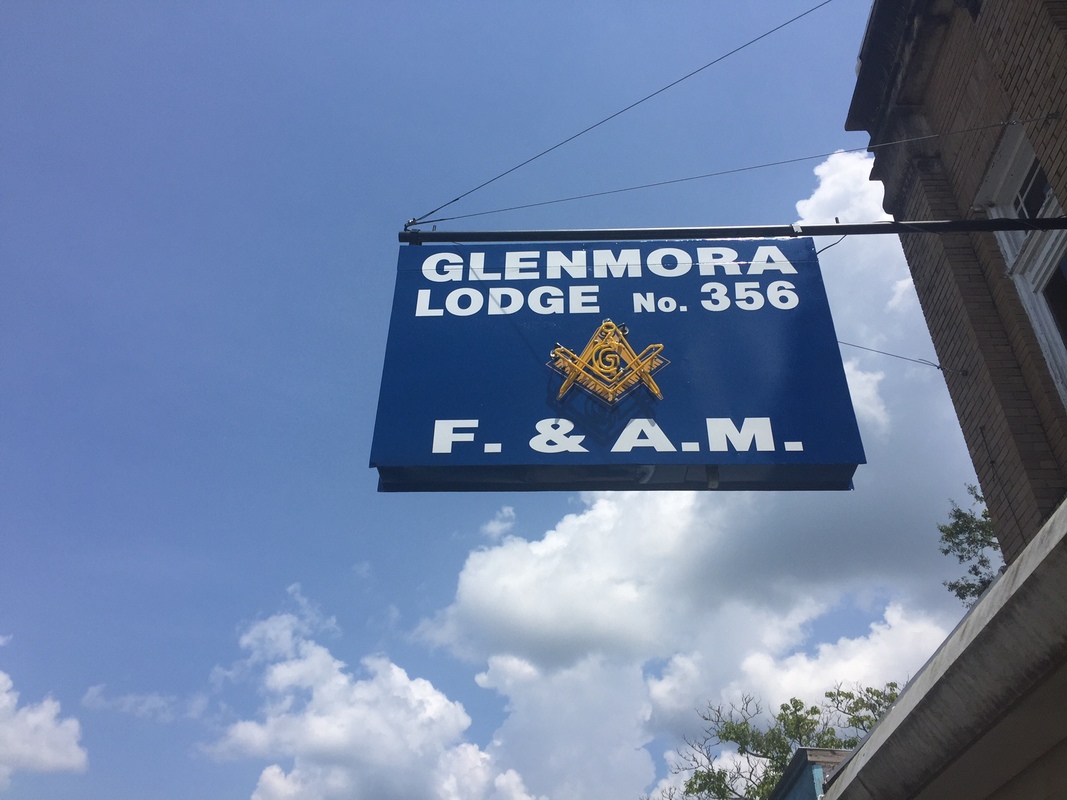 GLENMORA
LODGE No. 356
G
F. & A.M.